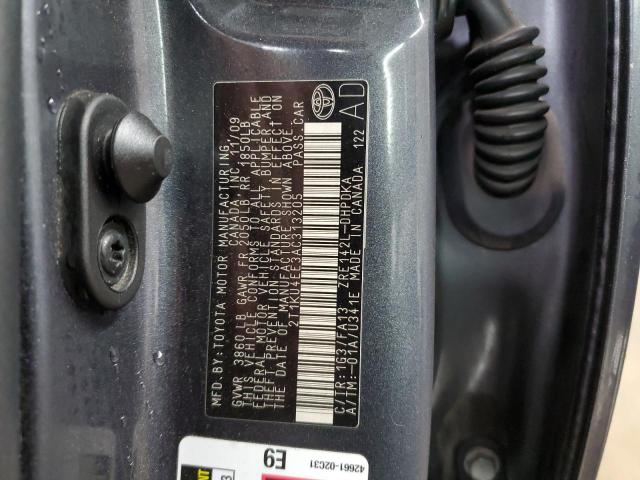 MFD. BY: TOYOTA MOTOR MANUFACTURING,
CANADA, INC. 11/09
GVWR 3860LB GAWR FR 2050LB RR 1850LB
THIS VEHICLE CONFORMS TO ALL APPLICABLE
FEDERAL MOTOR VEHICLE SAFETY, BUMPER AND
THEFT PREVENTION STANDARDS IN EFFECT ON
THE DATE OF MANUFACTURE SHOWN ABOVE.
2T1KU4EE3AC313205 PASS. CAR
C/TR: 1G3/FA13 ZRE142L-DHPDKA
A/TM: -01A/U341E MADE IN CANADA 122
AD
E9
42661-02C31